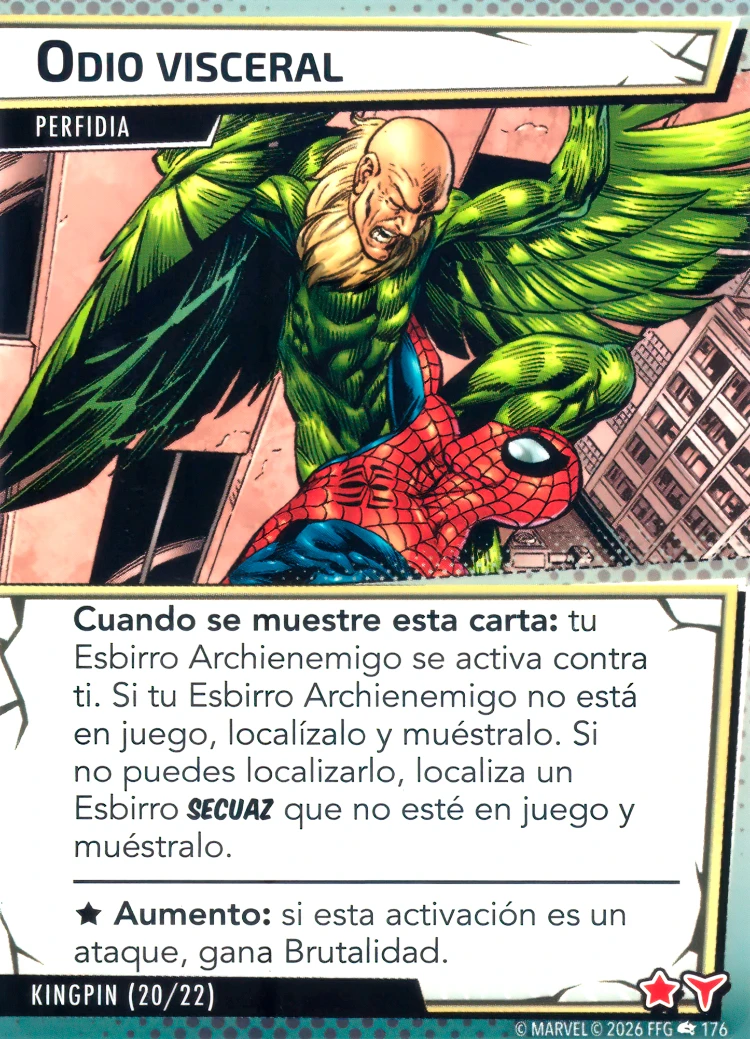 ODIO VISCERAL
PERFIDIA
Cuando se muestre esta carta: tu
Esbirro Archienemigo se activa contra
ti. Si tu Esbirro Archienemigo no está
en juego, localízalo y muéstralo. Si
no puedes localizarlo, localiza un
Esbirro SECUAZ que no esté en juego y
muéstralo.
★ Aumento: si esta activación es un
ataque, gana Brutalidad.
KINGPIN (20/22)
© MARVEL © 2026 FFG 176